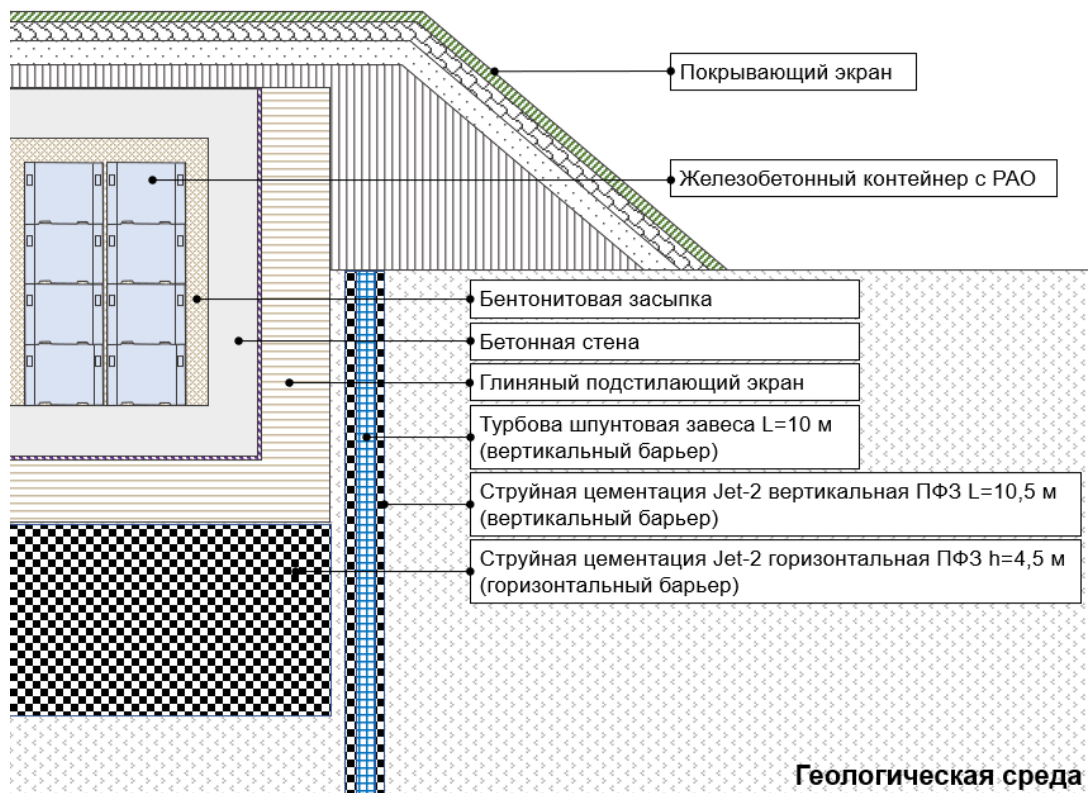 Покрывающий экран
Железобетонный контейнер с РАО
Бентонитовая засыпка
Бетонная стена
Глиняный подстилающий экран
Турбова шпунтовая завеса L=10 м
(вертикальный барьер)
Струйная цементация Jet-2 вертикальная ПФЗ L=10,5 м
(вертикальный барьер)
Струйная цементация Jet-2 горизонтальная ПФЗ h=4,5 м
(горизонтальный барьер)
Геологическая среда